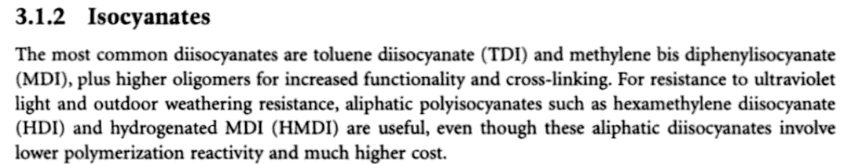 3.1.2 Isocyanates
The most common diisocyanates are toluene diisocyanate (TDI) and methylene bis diphenylisocyanate
(MDI), plus higher oligomers for increased functionality and cross-linking. For resistance to ultraviolet
light and outdoor weathering resistance, aliphatic polyisocyanates such as hexamethylene diisocyanate
(HDI) and hydrogenated MDI (HMDI) are useful, even though these aliphatic diisocyanates involve
lower polymerization reactivity and much higher cost.